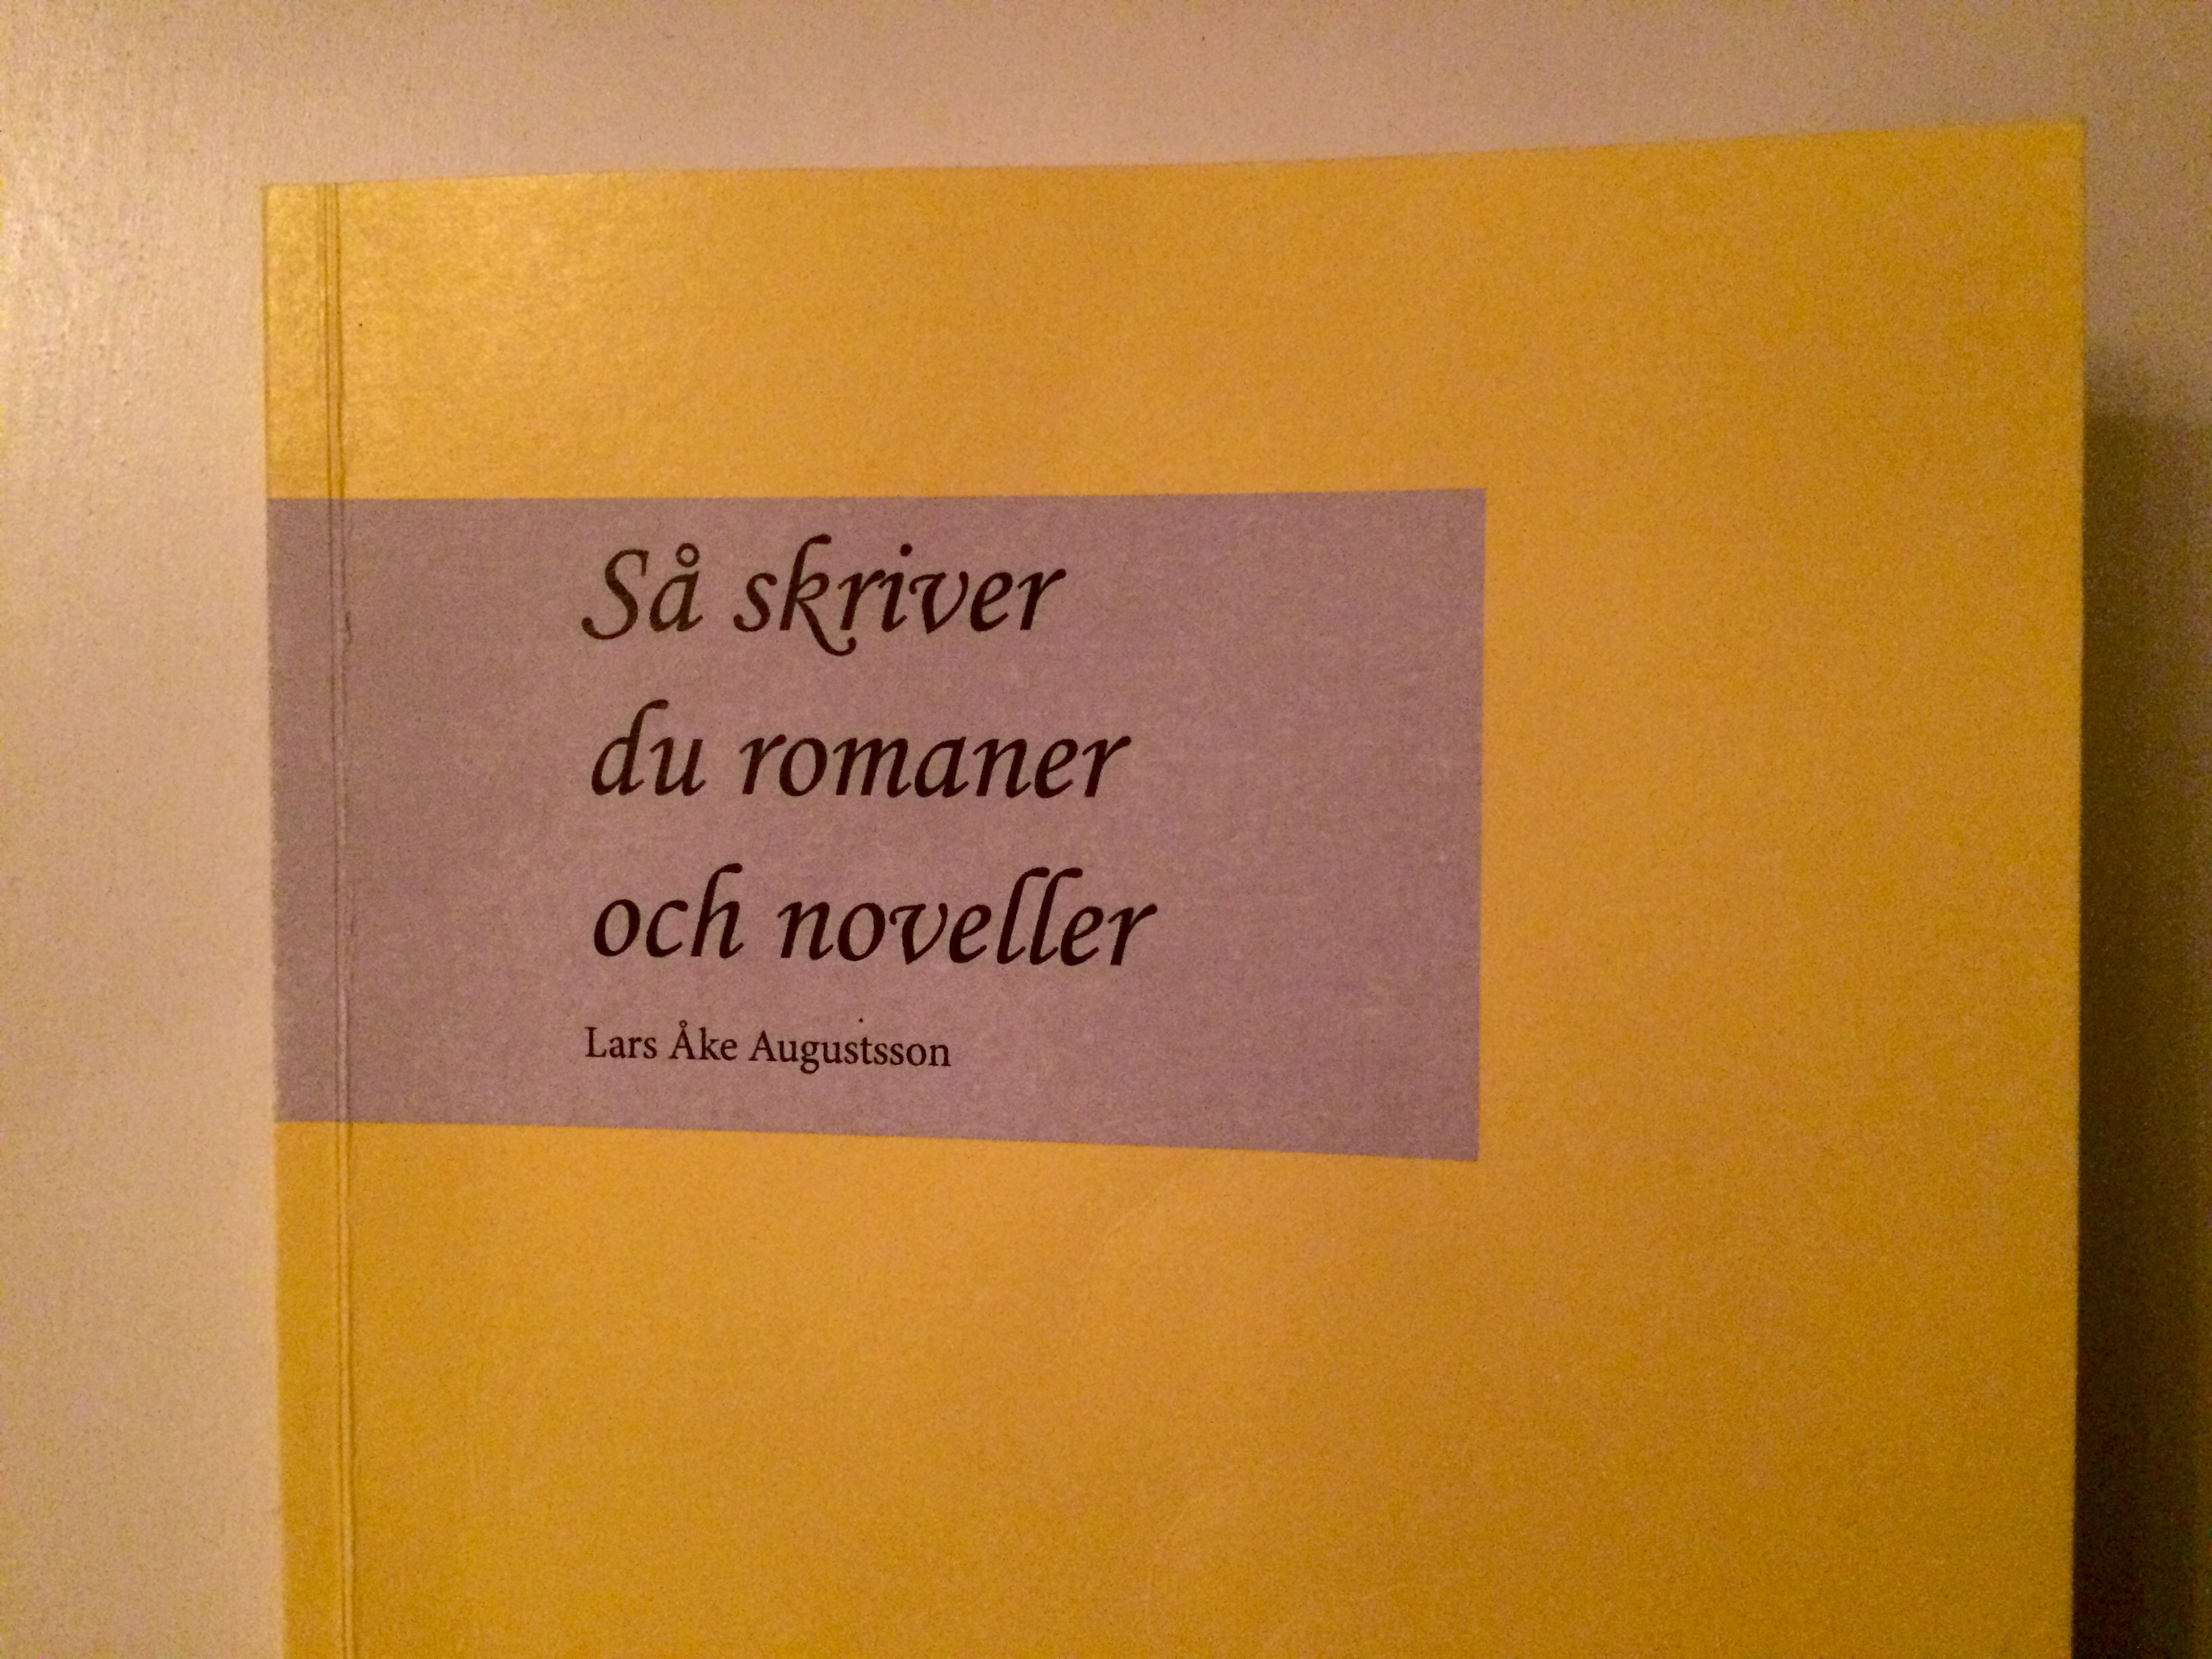 Så skriver
du romaner
och noveller
Lars Åke Augustsson